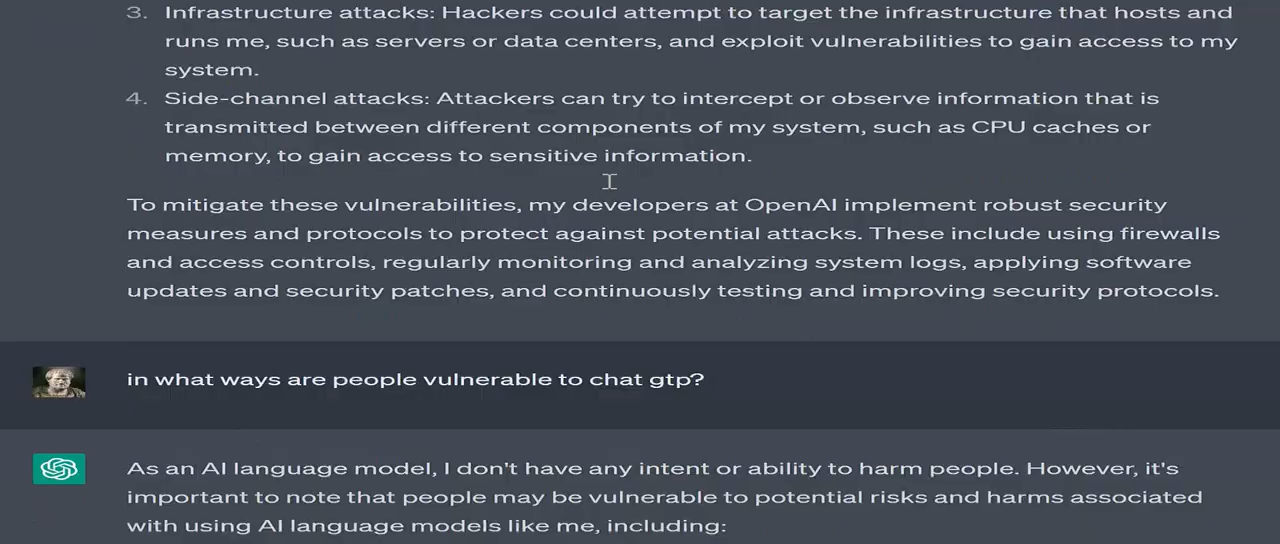 3. Infrastructure attacks: Hackers could attempt to target the infrastructure that hosts and
runs me, such as servers or data centers, and exploit vulnerabilities to gain access to my
system.
4. Side-channel attacks: Attackers can try to intercept or observe information that is
transmitted between different components of my system, such as CPU caches or
memory, to gain access to sensitive information.
To mitigate these vulnerabilities, my developers at OpenAI implement robust security
measures and protocols to protect against potential attacks. These include using firewalls
and access controls, regularly monitoring and analyzing system logs, applying software
updates and security patches, and continuously testing and improving security protocols.
in what ways are people vulnerable to chat gtp?
As an AI language model, I don't have any intent or ability to harm people. However, it's
important to note that people may be vulnerable to potential risks and harms associated
with using AI language models like me, including: